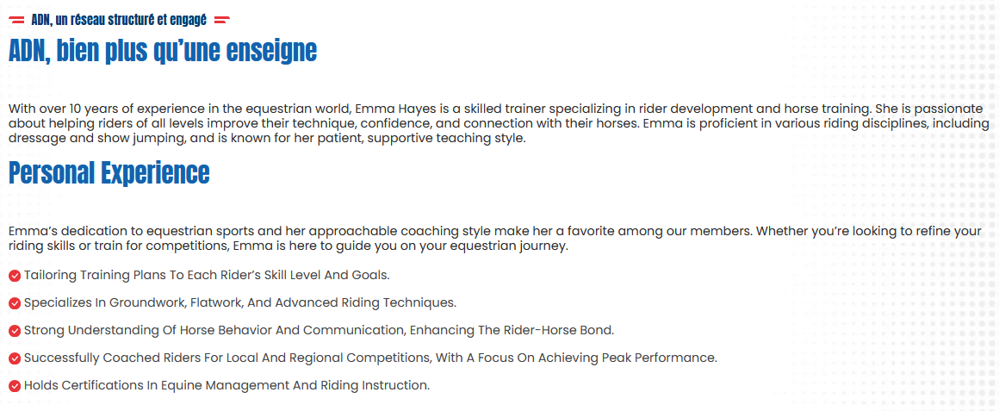 ADN, un réseau structuré et engagé
ADN, bien plus qu’une enseigne
With over 10 years of experience in the equestrian world, Emma Hayes is a skilled trainer specializing in rider development and horse training. She is passionate
about helping riders of all levels improve their technique, confidence, and connection with their horses. Emma is proficient in various riding disciplines, including
dressage and show jumping, and is known for her patient, supportive teaching style.
Personal Experience
Emma’s dedication to equestrian sports and her approachable coaching style make her a favorite among our members. Whether you’re looking to refine your
riding skills or train for competitions, Emma is here to guide you on your equestrian journey.
Tailoring Training Plans To Each Rider’s Skill Level And Goals.
Specializes In Groundwork, Flatwork, And Advanced Riding Techniques.
Strong Understanding Of Horse Behavior And Communication, Enhancing The Rider-Horse Bond.
Successfully Coached Riders For Local And Regional Competitions, With A Focus On Achieving Peak Performance.
Holds Certifications In Equine Management And Riding Instruction.